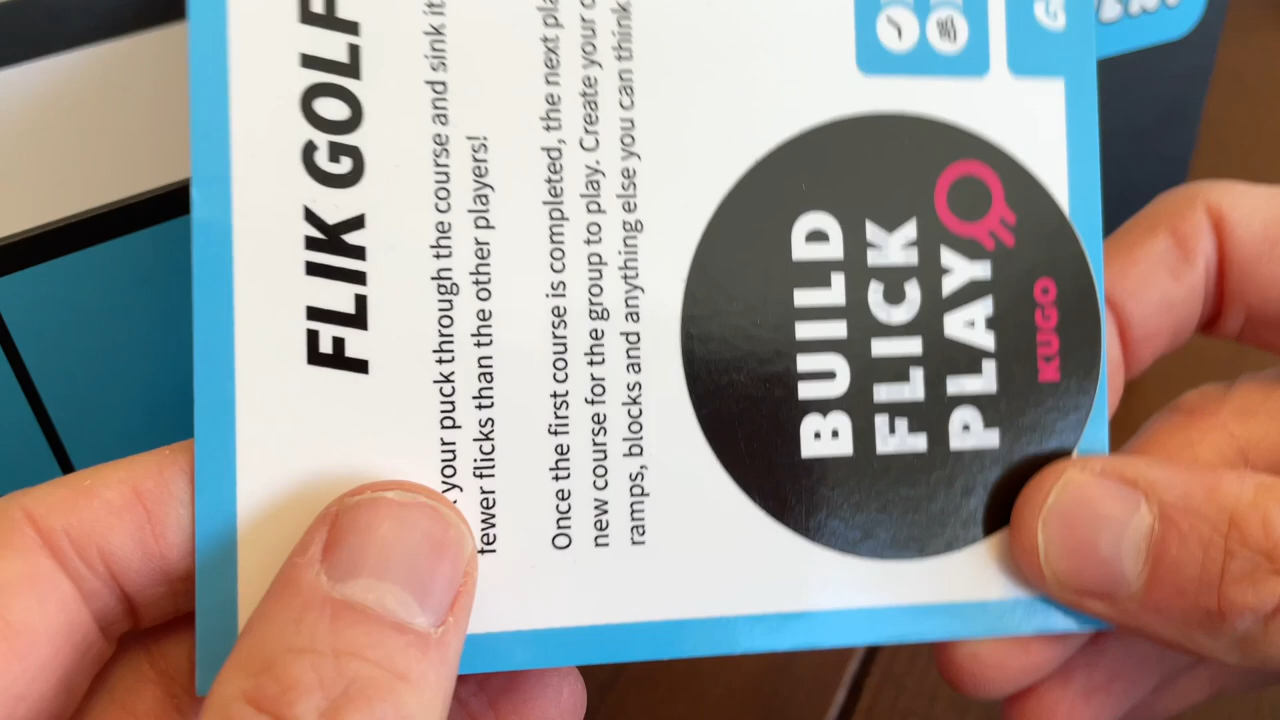 FLIK GOLF
your puck through the course and sink it
fewer flicks than the other players!
Once the first course is completed, the next
new course for the group to play. Create your
ramps, blocks and anything else you can think
BUILD
FLICK
PLAY
KUGO